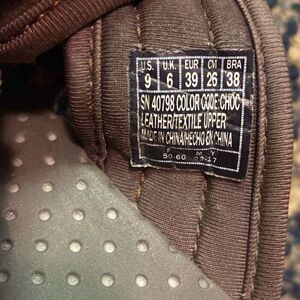 U.S. U.K. EUR CM BRA
9 6 39 26 38
SN 40798 COLOR CODE:CHOC
LEATHER/TEXTILE UPPER
MADE IN CHINA/HECHO EN CHINA